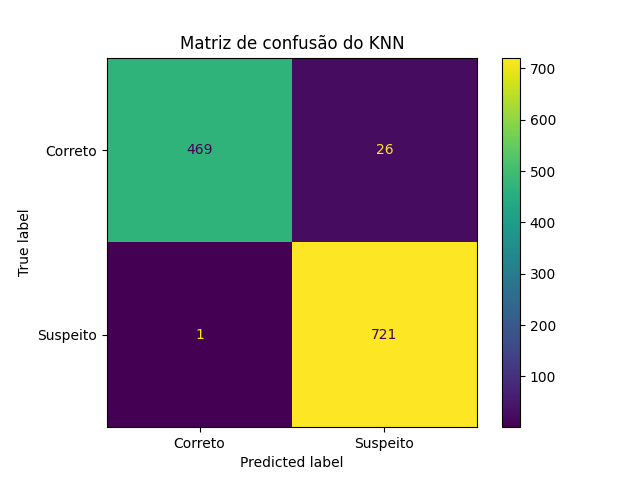 Matriz de confusão do KNN
True label
Correto
469
26
Suspeito
1
721
Correto
Suspeito
Predicted label
700
600
500
400
300
200
100